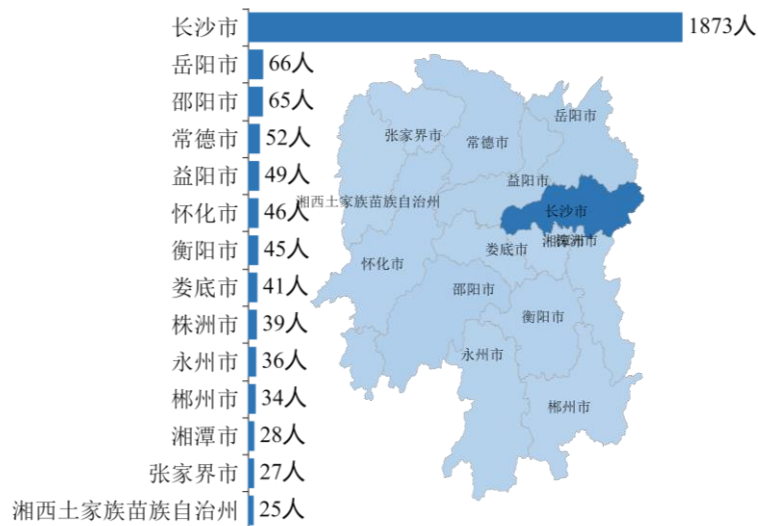 长沙市 1873人
岳阳市 66人
邵阳市 65人
常德市 52人
益阳市 49人
怀化市 46人
衡阳市 45人
娄底市 41人
株洲市 39人
永州市 36人
郴州市 34人
湘潭市 28人
张家界市 27人
湘西土家族苗族自治州 25人
岳阳市
张家界市
常德市
益阳市
湘西土家族苗族自治州
长沙市
娄底市
怀化市
邵阳市
衡阳市
永州市
郴州市